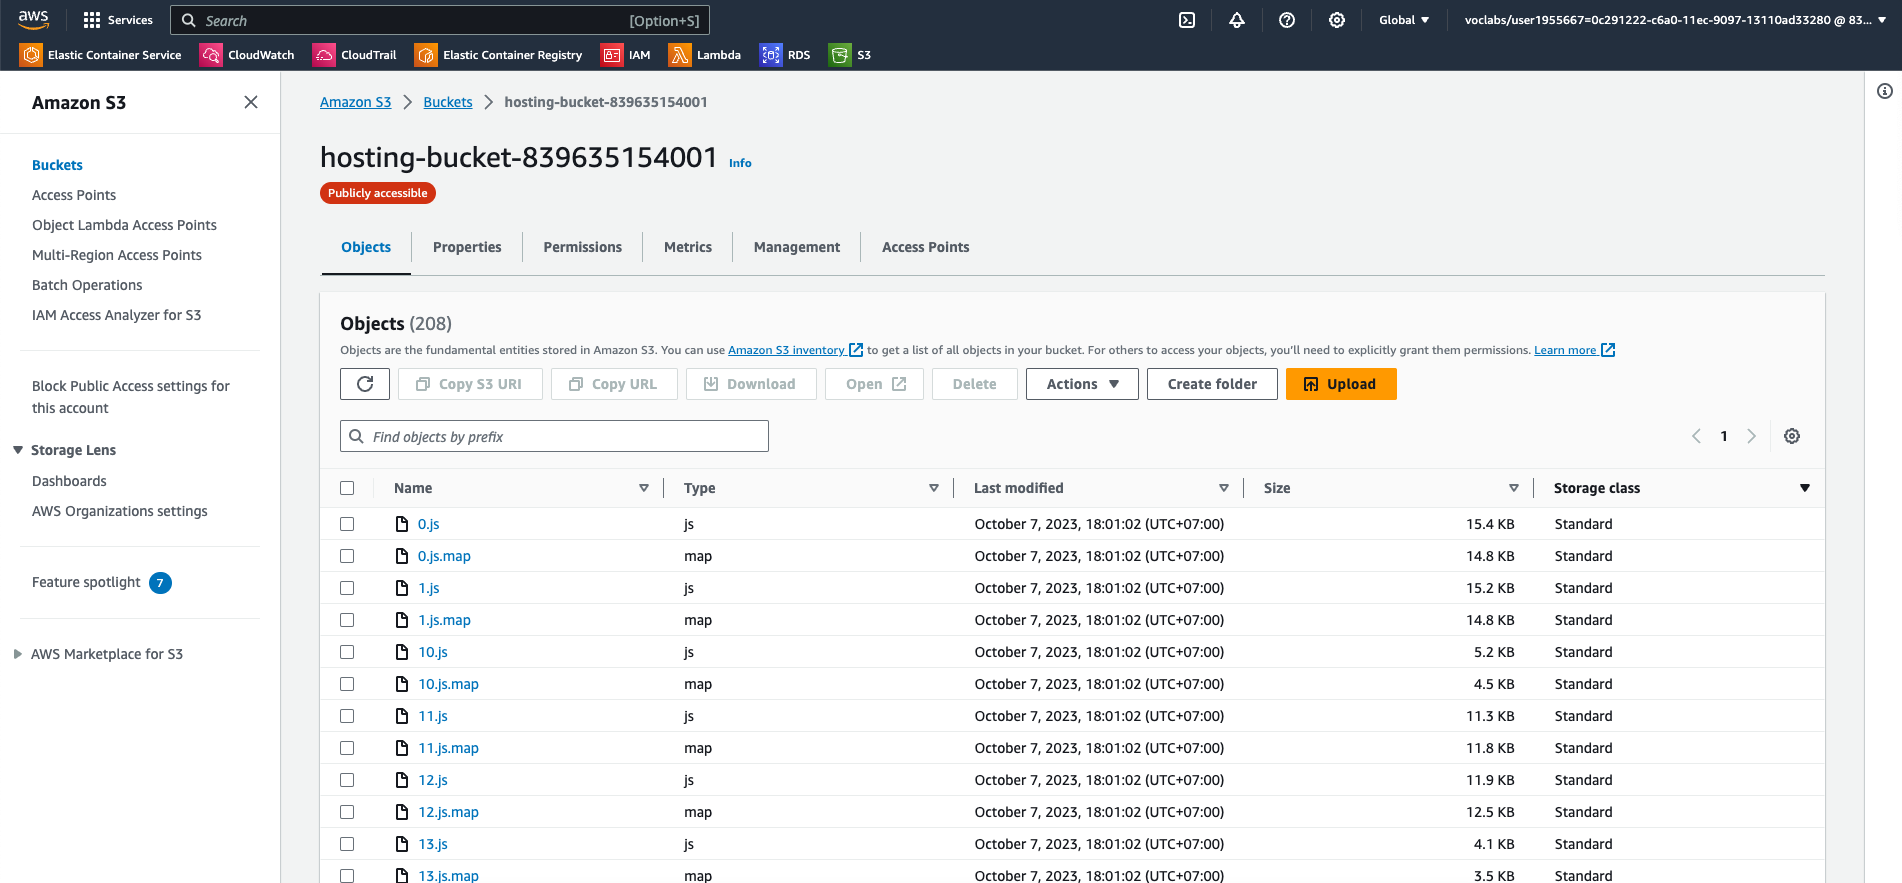 aws Services Search [Option+S] Global voclabs/user1955667=0c291222-c6a0-11ec-9097-13110ad33280 @ 83...
Elastic Container Service CloudWatch CloudTrail Elastic Container Registry IAM Lambda RDS S3
Amazon S3
Buckets
Access Points
Object Lambda Access Points
Multi-Region Access Points
Batch Operations
IAM Access Analyzer for S3
Block Public Access settings for
this account
Storage Lens
Dashboards
AWS Organizations settings
Feature spotlight 7
AWS Marketplace for S3
Amazon S3 Buckets hosting-bucket-839635154001
hosting-bucket-839635154001 Info
Publicly accessible
Objects Properties Permissions Metrics Management Access Points
Objects (208)
Objects are the fundamental entities stored in Amazon S3. You can use Amazon S3 inventory to get a list of all objects in your bucket. For others to access your objects, you'll need to explicitly grant them permissions. Learn more
Copy S3 URI Copy URL Download Open Delete Actions Create folder Upload
Find objects by prefix 1
Name Type Last modified Size Storage class
0.js js October 7, 2023, 18:01:02 (UTC+07:00) 15.4 KB Standard
0.js.map map October 7, 2023, 18:01:02 (UTC+07:00) 14.8 KB Standard
1.js js October 7, 2023, 18:01:02 (UTC+07:00) 15.2 KB Standard
1.js.map map October 7, 2023, 18:01:02 (UTC+07:00) 14.8 KB Standard
10.js js October 7, 2023, 18:01:02 (UTC+07:00) 5.2 KB Standard
10.js.map map October 7, 2023, 18:01:02 (UTC+07:00) 4.5 KB Standard
11.js js October 7, 2023, 18:01:02 (UTC+07:00) 11.3 KB Standard
11.js.map map October 7, 2023, 18:01:02 (UTC+07:00) 11.8 KB Standard
12.js js October 7, 2023, 18:01:02 (UTC+07:00) 11.9 KB Standard
12.js.map map October 7, 2023, 18:01:02 (UTC+07:00) 12.5 KB Standard
13.js js October 7, 2023, 18:01:02 (UTC+07:00) 4.1 KB Standard
13.js.map map October 7, 2023, 18:01:02 (UTC+07:00) 3.5 KB Standard